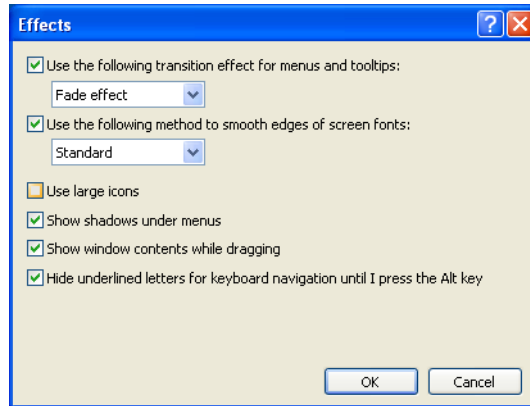 Effects
Use the following transition effect for menus and tooltips:
Fade effect
Use the following method to smooth edges of screen fonts:
Standard
Use large icons
Show shadows under menus
Show window contents while dragging
Hide underlined letters for keyboard navigation until I press the Alt key
OK Cancel